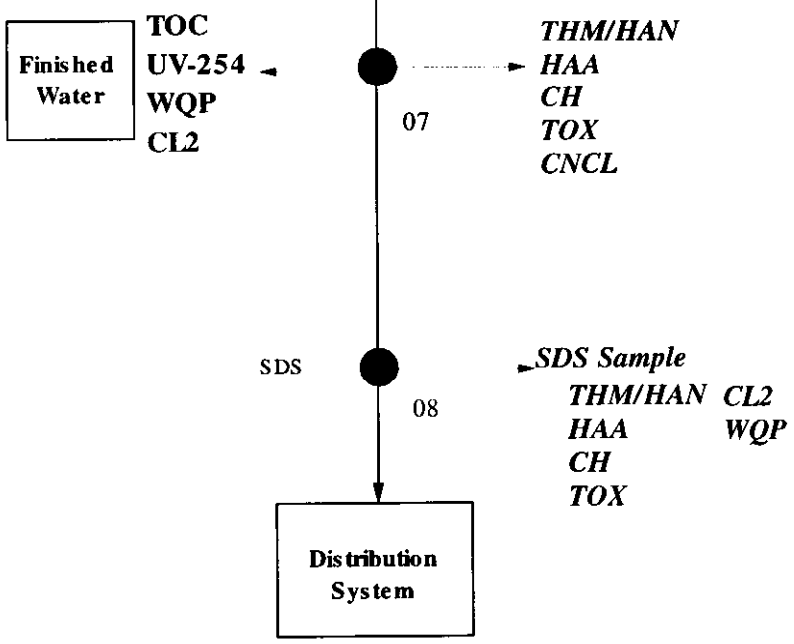 Finished
Water
TOC
UV-254
WQP
CL2
07
THM/HAN
HAA
CH
TOX
CNCL
SDS
08
SDS Sample
THM/HAN CL2
HAA WQP
CH
TOX
Distribution
System